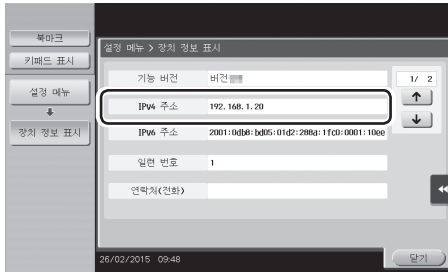 북마크
키패드 표시
설정 메뉴
장치 정보 표시
설정 메뉴 > 장치 정보 표시
기능 버전 버전
1/ 2
IPv4 주소 192.168.1.20
IPv6 주소 2001:0db8:bd05:01d2:288a:1fc0:0001:10ee
일련 번호 1
연락처(전화)
26/02/2015 09:48
닫기